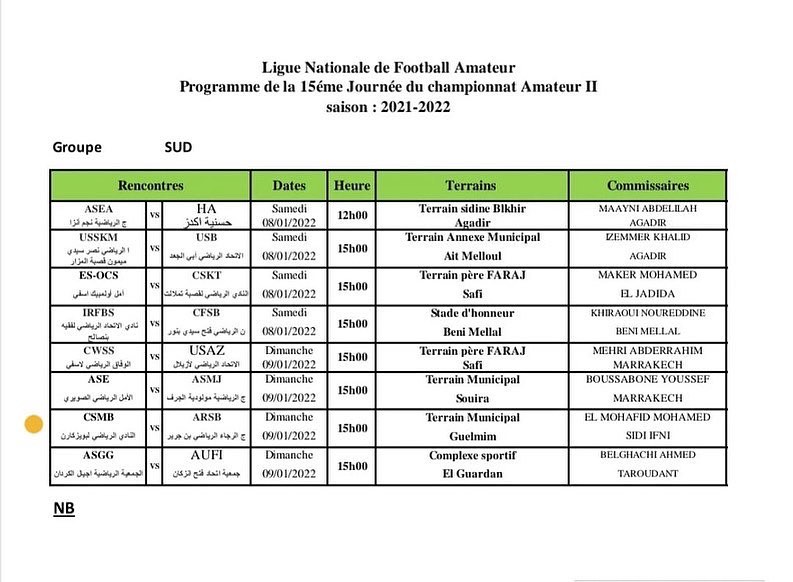 Ligue Nationale de Football Amateur
Programme de la 15éme Journée du championnat Amateur II
saison : 2021-2022
Groupe SUD
Rencontres Dates Heure Terrains Commissaires
ASEA vs HA Samedi 12h00 Terrain sidine Blkhir MAAYNI ABDELILAH
ج الرياضية نجم أنزا حسنية أكدز 08/01/2022 Agadir AGADIR
USSKM vs USB Samedi 15h00 Terrain Annexe Municipal IZEMMER KHALID
ا الرياضي نصر سيدي
ميمون قصبة المزار الاتحاد الرياضي أبي الجعد 08/01/2022 Ait Melloul AGADIR
ES-OCS vs CSKT Samedi 15h00 Terrain père FARAJ MAKER MOHAMED
أمل أولمبيك اسفي النادي الرياضي لقصبة تملالت 08/01/2022 Safi EL JADIDA
IRFBS vs CFSB Samedi 15h00 Stade d'honneur KHIRAOUI NOUREDDINE
نادي الاتحاد الرياضي لفقيه
بنصالح ن الرياضي فتح سيدي بنور 08/01/2022 Beni Mellal BENI MELLAL
CWSS vs USAZ Dimanche 15h00 Terrain père FARAJ MEHRI ABDERRAHIM
الوفاق الرياضي لاسفي الاتحاد الرياضي لأزيلال 09/01/2022 Safi MARRAKECH
ASE vs ASMJ Dimanche 15h00 Terrain Municipal BOUSSABONE YOUSSEF
الأمل الرياضي الصويري ج الرياضية مولودية الجرف 09/01/2022 Souira MARRAKECH
CSMB vs ARSB Dimanche 15h00 Terrain Municipal EL MOHAFID MOHAMED
النادي الرياضي لبويزكارن ج الرجاء الرياضي بن جرير 09/01/2022 Guelmim SIDI IFNI
ASGG vs AUFI Dimanche 15h00 Complexe sportif BELGHACHI AHMED
الجمعية الرياضية اجيال الكردان جمعية اتحاد فتح انزكان 09/01/2022 El Guardan TAROUDANT
NB